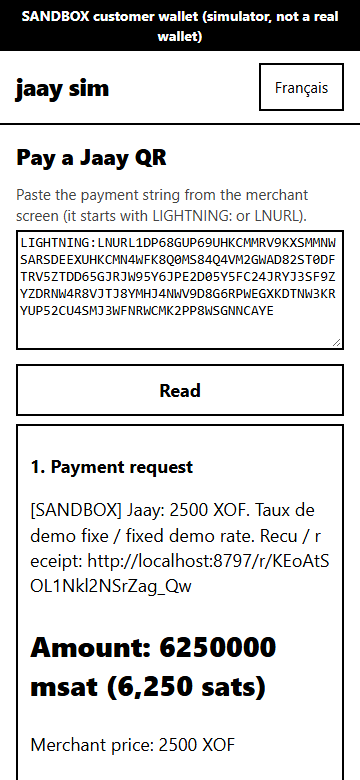 SANDBOX customer wallet (simulator, not a real
wallet)
jaay sim
Français
Pay a Jaay QR
Paste the payment string from the merchant
screen (it starts with LIGHTNING: or LNURL).
LIGHTNING:LNURL1DP68GUP69UHKCMMRV9KXSMMNW
SARSDEEXUHKCMN4WFK8Q0MS84Q4VM2GWAD82ST0DF
TRV5ZTDD65GJRJW95Y6JPE2D05Y5FC24JRYJ3SF9Z
YZDRNW4R8VJTJ8YMHJ4NWV9D8G6RPWEGXKDTNW3KR
YUP52CU4SMJ3WFNRWCMK2PP8WSGNNCAYE
Read
1. Payment request
[SANDBOX] Jaay: 2500 XOF. Taux de
demo fixe / fixed demo rate. Recu / r
eceipt: http://localhost:8797/r/KEoAtS
OL1Nkl2NSrZag_Qw
Amount: 6250000
msat (6,250 sats)
Merchant price: 2500 XOF